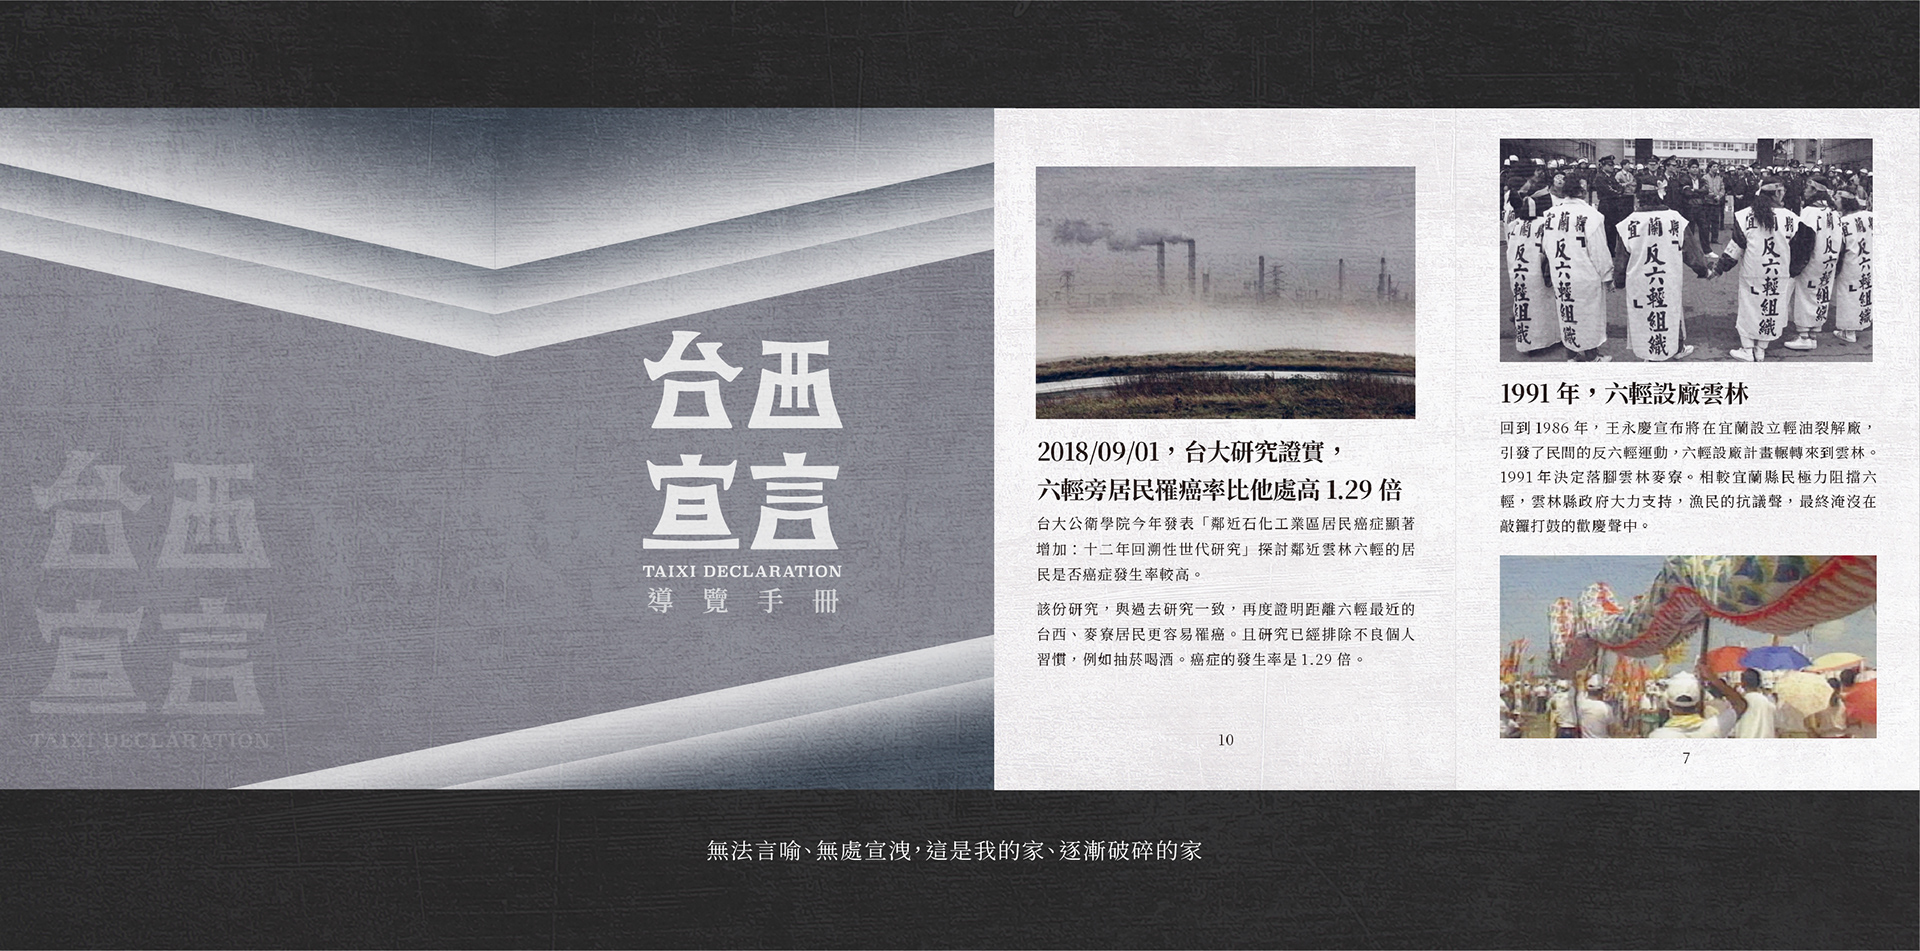 台西
宣言
TAIXI DECLARATION
台西
宣言
TAIXI DECLARATION
導覽手冊
2018/09/01，台大研究證實，
六輕旁居民罹癌率比他處高 1.29 倍
台大公衛學院今年發表「鄰近石化工業區居民癌症顯著
增加：十二年回溯性世代研究」探討鄰近雲林六輕的居
民是否癌症發生率較高。
該份研究，與過去研究一致，再度證明距離六輕最近的
台西、麥寮居民更容易罹癌。且研究已經排除不良個人
習慣，例如抽菸喝酒。癌症的發生率是 1.29 倍。
10
宜蘭縣
反六輕組織
宜蘭縣
反六輕組織
宜蘭縣
反六輕組織
1991 年，六輕設廠雲林
回到 1986 年，王永慶宣布將在宜蘭設立輕油裂解廠，
引發了民間的反六輕運動，六輕設廠計畫輾轉來到雲林。
1991 年決定落腳雲林麥寮。相較宜蘭縣民極力阻擋六
輕，雲林縣政府大力支持，漁民的抗議聲，最終淹沒在
敲鑼打鼓的歡慶聲中。
7
無法言喻、無處宣洩，這是我的家、逐漸破碎的家